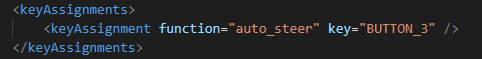 <keyAssignments>
    <keyAssignment function="auto_steer" key="BUTTON_3" />
</keyAssignments>